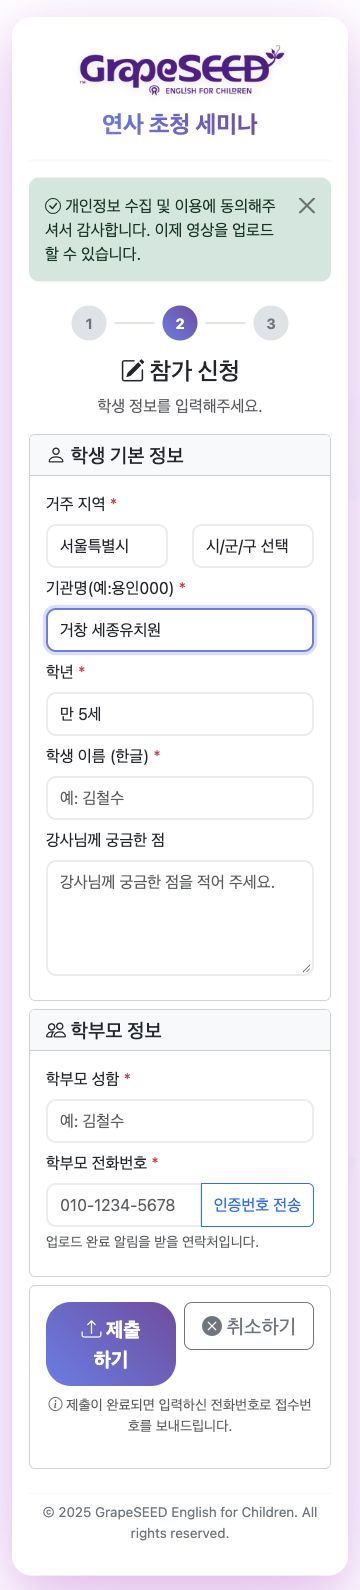 GrapeSEED
™
ENGLISH FOR CHILDREN
연사 초청 세미나
개인정보 수집 및 이용에 동의해주
셔서 감사합니다. 이제 영상을 업로드
할 수 있습니다.
1
2
3
참가 신청
학생 정보를 입력해주세요.
학생 기본 정보
거주 지역 *
서울특별시
시/군/구 선택
기관명(예:용인000) *
거창 세종유치원
학년 *
만 5세
학생 이름 (한글) *
예: 김철수
강사님께 궁금한 점
강사님께 궁금한 점을 적어 주세요.
학부모 정보
학부모 성함 *
예: 김철수
학부모 전화번호 *
010-1234-5678
인증번호 전송
업로드 완료 알림을 받을 연락처입니다.
제출
하기
취소하기
제출이 완료되면 입력하신 전화번호로 접수번
호를 보내드립니다.
© 2025 GrapeSEED English for Children. All
rights reserved.